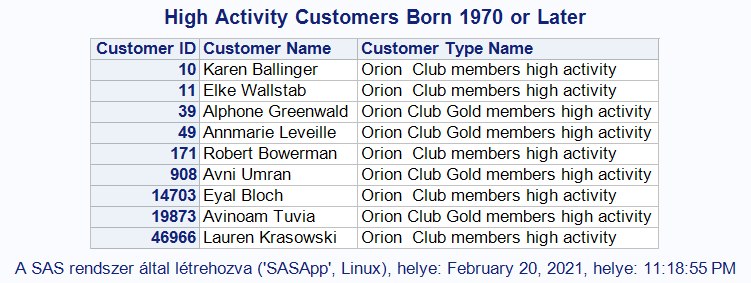 High Activity Customers Born 1970 or Later
Customer ID Customer Name Customer Type Name
10 Karen Ballinger Orion  Club members high activity
11 Elke Wallstab Orion  Club members high activity
39 Alphone Greenwald Orion Club Gold members high activity
49 Annmarie Leveille Orion Club Gold members high activity
171 Robert Bowerman Orion  Club members high activity
908 Avni Umran Orion Club Gold members high activity
14703 Eyal Bloch Orion  Club members high activity
19873 Avinoam Tuvia Orion Club Gold members high activity
46966 Lauren Krasowski Orion  Club members high activity
A SAS rendszer által létrehozva ('SASApp', Linux), helye: February 20, 2021, helye: 11:18:55 PM